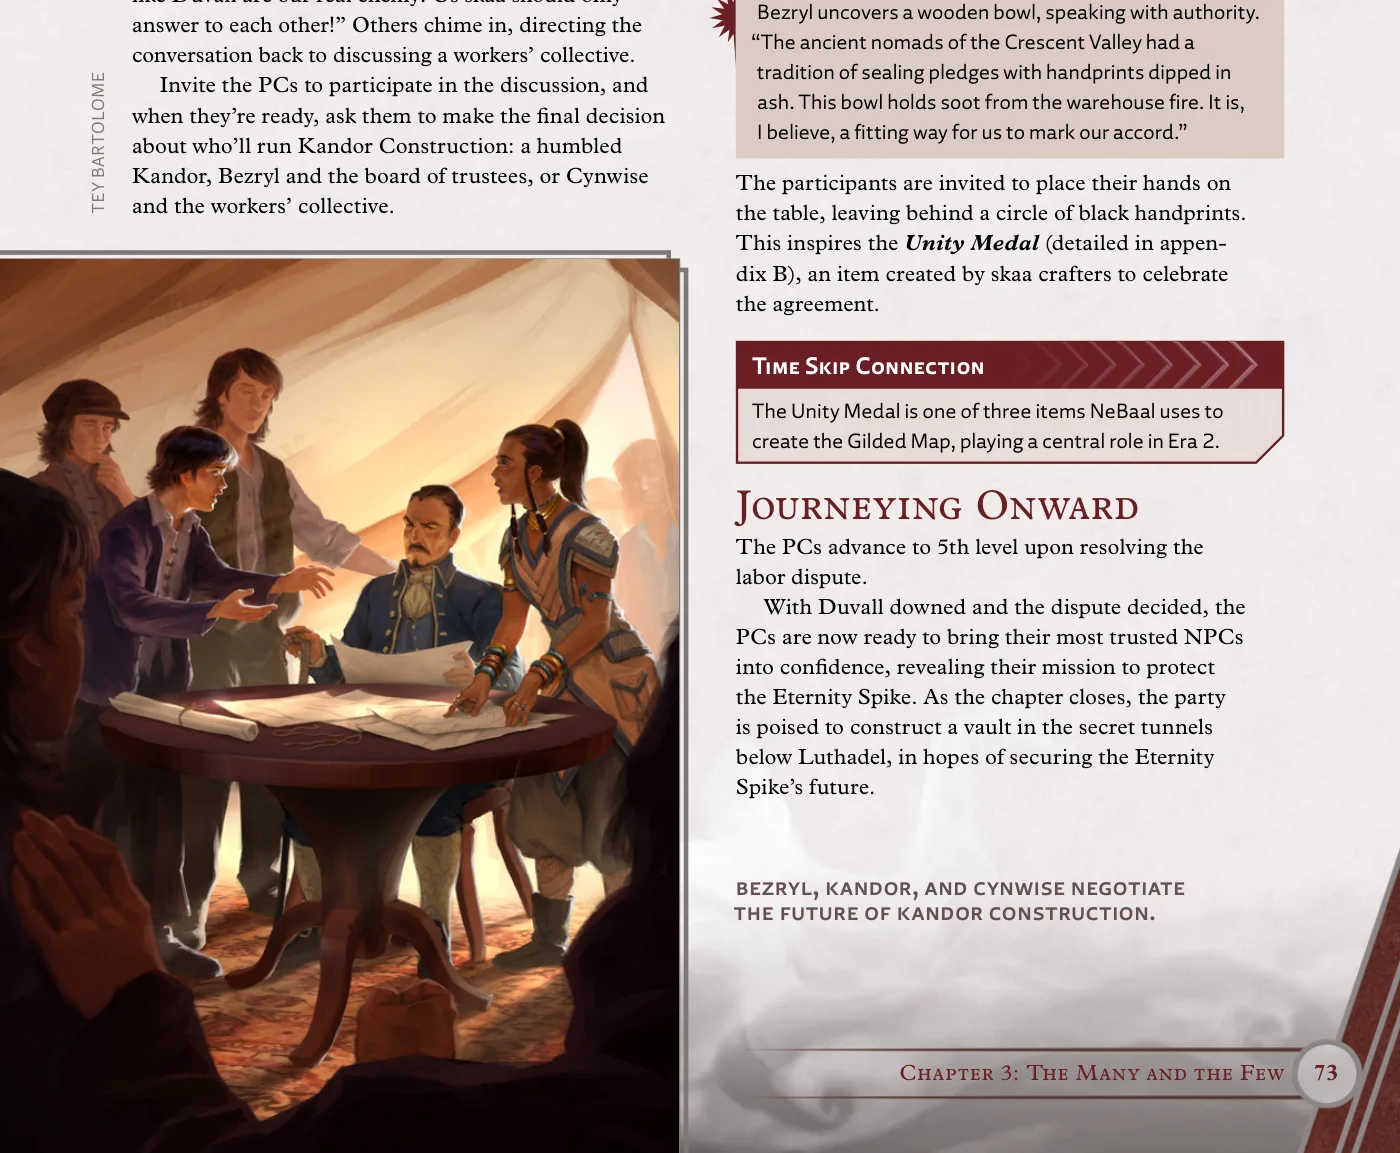 answer to each other!” Others chime in, directing the
conversation back to discussing a workers’ collective.
Invite the PCs to participate in the discussion, and
when they’re ready, ask them to make the final decision
about who’ll run Kandor Construction: a humbled
Kandor, Bezryl and the board of trustees, or Cynwise
and the workers’ collective.
TEY BARTOLOME
Bezryl uncovers a wooden bowl, speaking with authority.
“The ancient nomads of the Crescent Valley had a
tradition of sealing pledges with handprints dipped in
ash. This bowl holds soot from the warehouse fire. It is,
I believe, a fitting way for us to mark our accord.”
The participants are invited to place their hands on
the table, leaving behind a circle of black handprints.
This inspires the Unity Medal (detailed in appen-
dix B), an item created by skaa crafters to celebrate
the agreement.
Time Skip Connection
The Unity Medal is one of three items NeBaal uses to
create the Gilded Map, playing a central role in Era 2.
Journeying Onward
The PCs advance to 5th level upon resolving the
labor dispute.
With Duvall downed and the dispute decided, the
PCs are now ready to bring their most trusted NPCs
into confidence, revealing their mission to protect
the Eternity Spike. As the chapter closes, the party
is poised to construct a vault in the secret tunnels
below Luthadel, in hopes of securing the Eternity
Spike’s future.
BEZRYL, KANDOR, AND CYNWISE NEGOTIATE
THE FUTURE OF KANDOR CONSTRUCTION.
Chapter 3: The Many and the Few 73